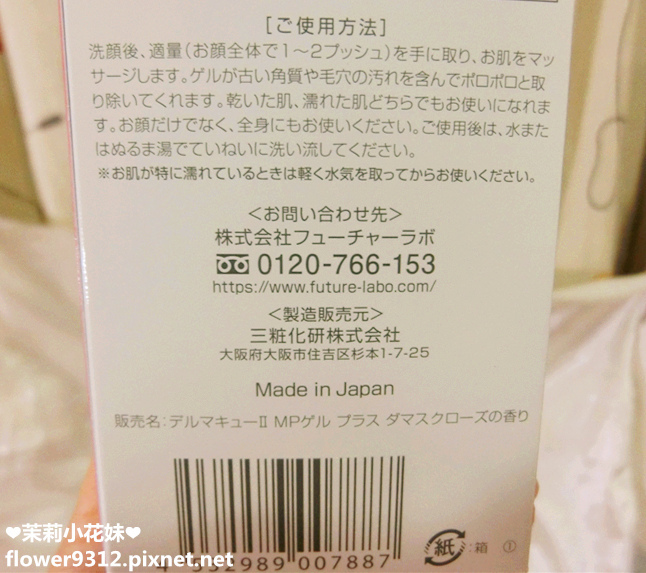 [ご使用方法]
洗顔後、適量(お顔全体で1～2プッシュ)を手に取り、お肌をマッ
サージします。ゲルが古い角質や毛穴の汚れを含んでポロポロと取
り除いてくれます。乾いた肌、濡れた肌どちらでもお使いになれま
す。お顔だけでなく、全身にもお使いください。ご使用後は、水また
はぬるま湯でていねいに洗い流してください。
※お肌が特に濡れているときは軽く水気を取ってからお使いください。
＜お問い合わせ先＞
株式会社フューチャーラボ
0120-766-153
https://www.future-labo.com/
＜製造販売元＞
三粧化研株式会社
大阪府大阪市住吉区杉本1-7-25
Made in Japan
販売名:デルマキューⅡ MPゲル プラス ダマスクローズの香り
007887
紙:箱 ①
❤茉莉小花妹❤
flower9312.pixnet.net